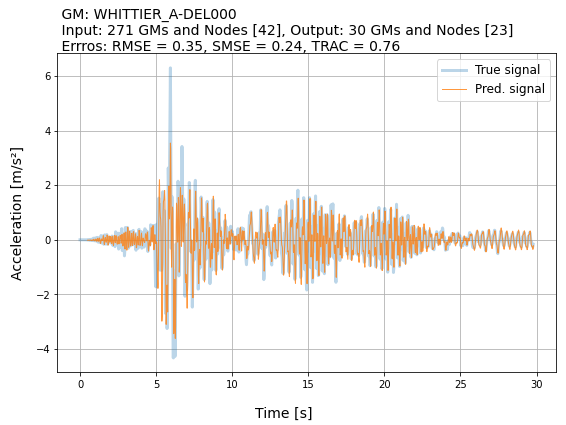 GM: WHITTIER_A-DEL000
Input: 271 GMs and Nodes [42], Output: 30 GMs and Nodes [23]
Errros: RMSE = 0.35, SMSE = 0.24, TRAC = 0.76
True signal
Pred. signal
Acceleration [m/s²]
6
4
2
0
−2
−4
0 5 10 15 20 25 30
Time [s]